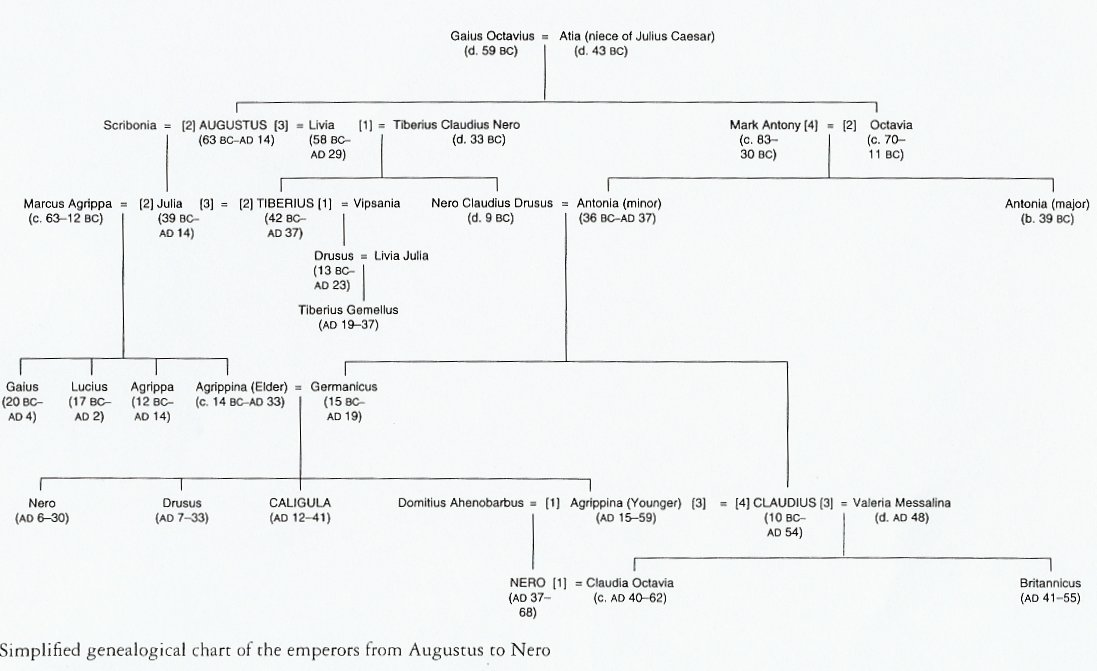 Gaius Octavius = Atia (niece of Julius Caesar)
(d. 59 BC) (d. 43 BC)
Scribonia = [2] AUGUSTUS [3] = Livia [1] = Tiberius Claudius Nero Mark Antony [4] = [2] Octavia
(63 BC–AD 14) (58 BC– (d. 33 BC) (c. 83– (c. 70–
AD 29) 30 BC) 11 BC)
Marcus Agrippa = [2] Julia [3] = [2] TIBERIUS [1] = Vipsania Nero Claudius Drusus = Antonia (minor) Antonia (major)
(c. 63–12 BC) (39 BC– (42 BC– (d. 9 BC) (36 BC–AD 37) (b. 39 BC)
AD 14) AD 37)
Drusus = Livia Julia
(13 BC–
AD 23)
Tiberius Gemellus
(AD 19–37)
Gaius Lucius Agrippa Agrippina (Elder) = Germanicus
(20 BC– (17 BC– (12 BC– (c. 14 BC–AD 33) (15 BC–
AD 4) AD 2) AD 14) AD 19)
Nero Drusus CALIGULA Domitius Ahenobarbus = [1] Agrippina (Younger) [3] = [4] CLAUDIUS [3] = Valeria Messalina
(AD 6–30) (AD 7–33) (AD 12–41) (AD 15–59) (10 BC– (d. AD 48)
AD 54)
NERO [1] = Claudia Octavia Britannicus
(AD 37– (c. AD 40–62) (AD 41–55)
68)
Simplified genealogical chart of the emperors from Augustus to Nero